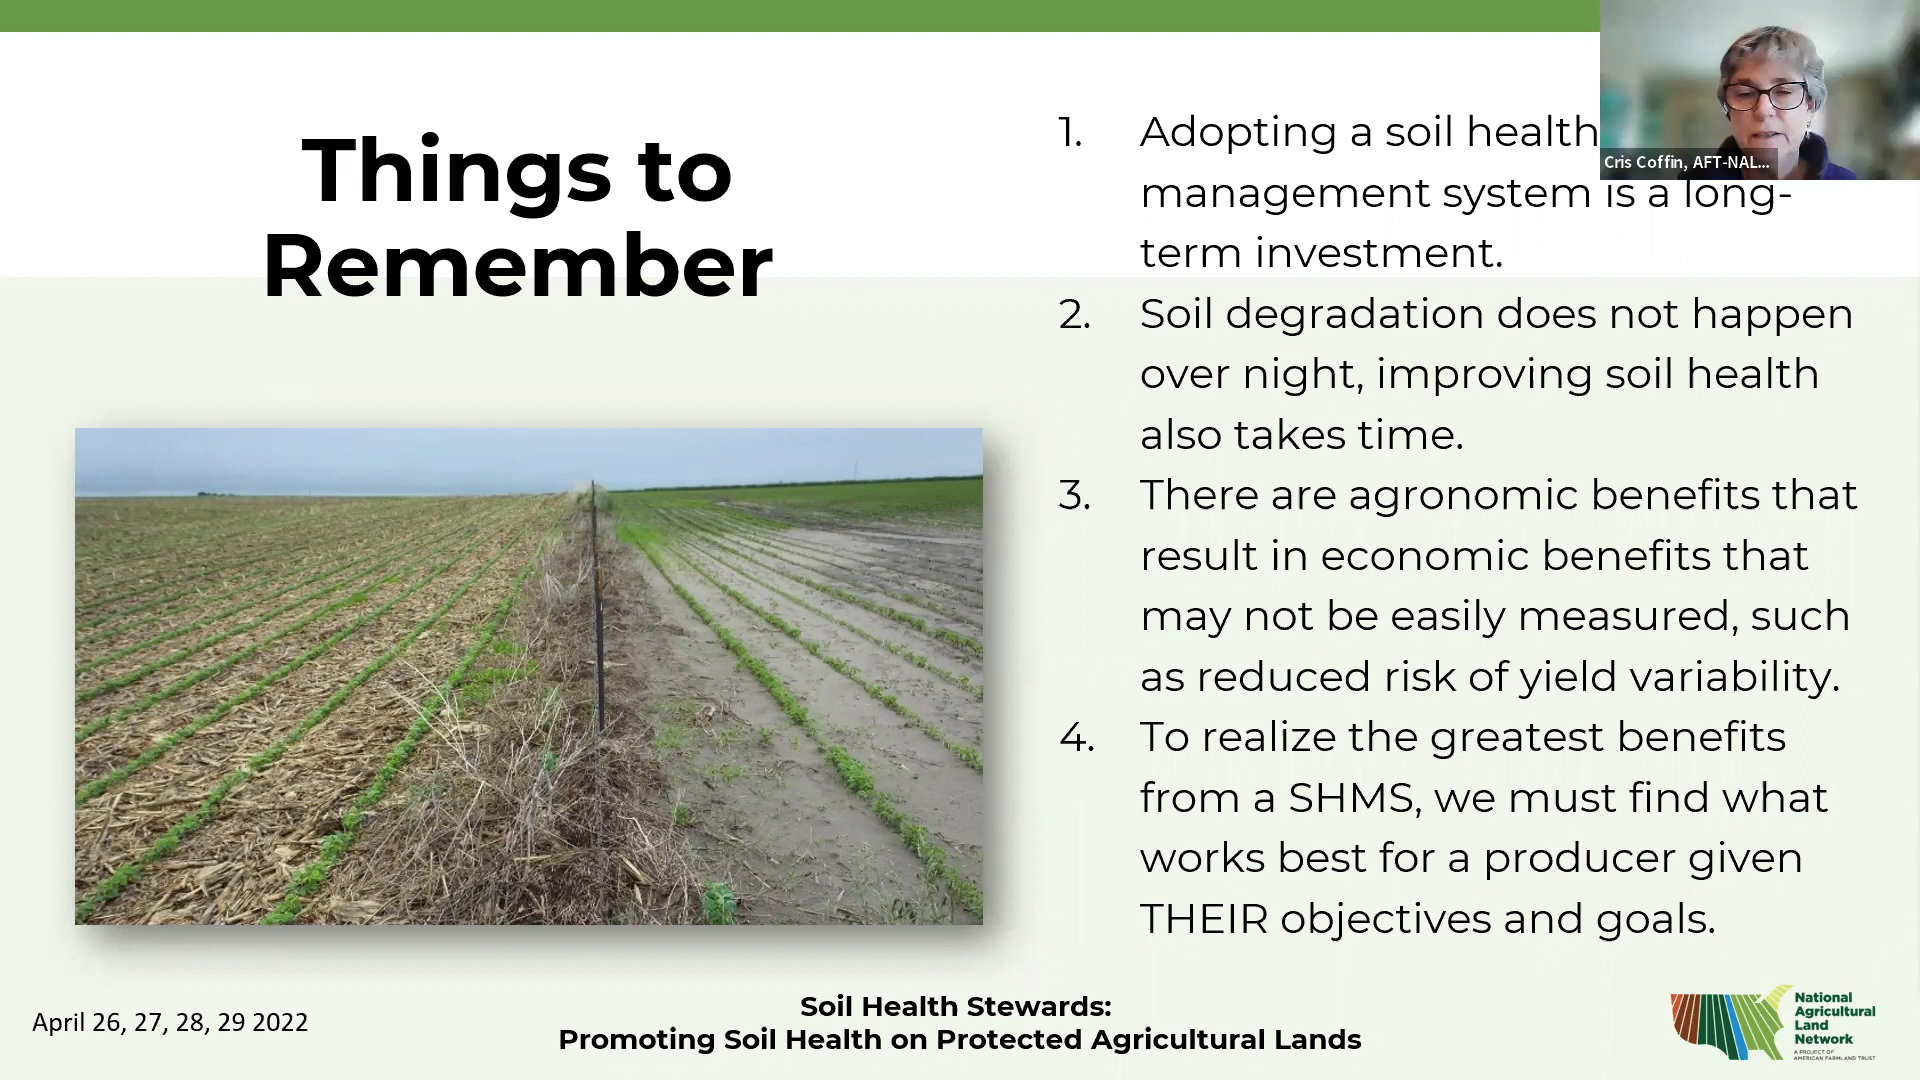 Things to
Remember
1. Adopting a soil health
management system is a long-
term investment.
2. Soil degradation does not happen
over night, improving soil health
also takes time.
3. There are agronomic benefits that
result in economic benefits that
may not be easily measured, such
as reduced risk of yield variability.
4. To realize the greatest benefits
from a SHMS, we must find what
works best for a producer given
THEIR objectives and goals.
Cris Coffin, AFT-NAL...
April 26, 27, 28, 29 2022
Soil Health Stewards:
Promoting Soil Health on Protected Agricultural Lands
National
Agricultural
Land
Network
A PROJECT OF
AMERICAN FARMLAND TRUST